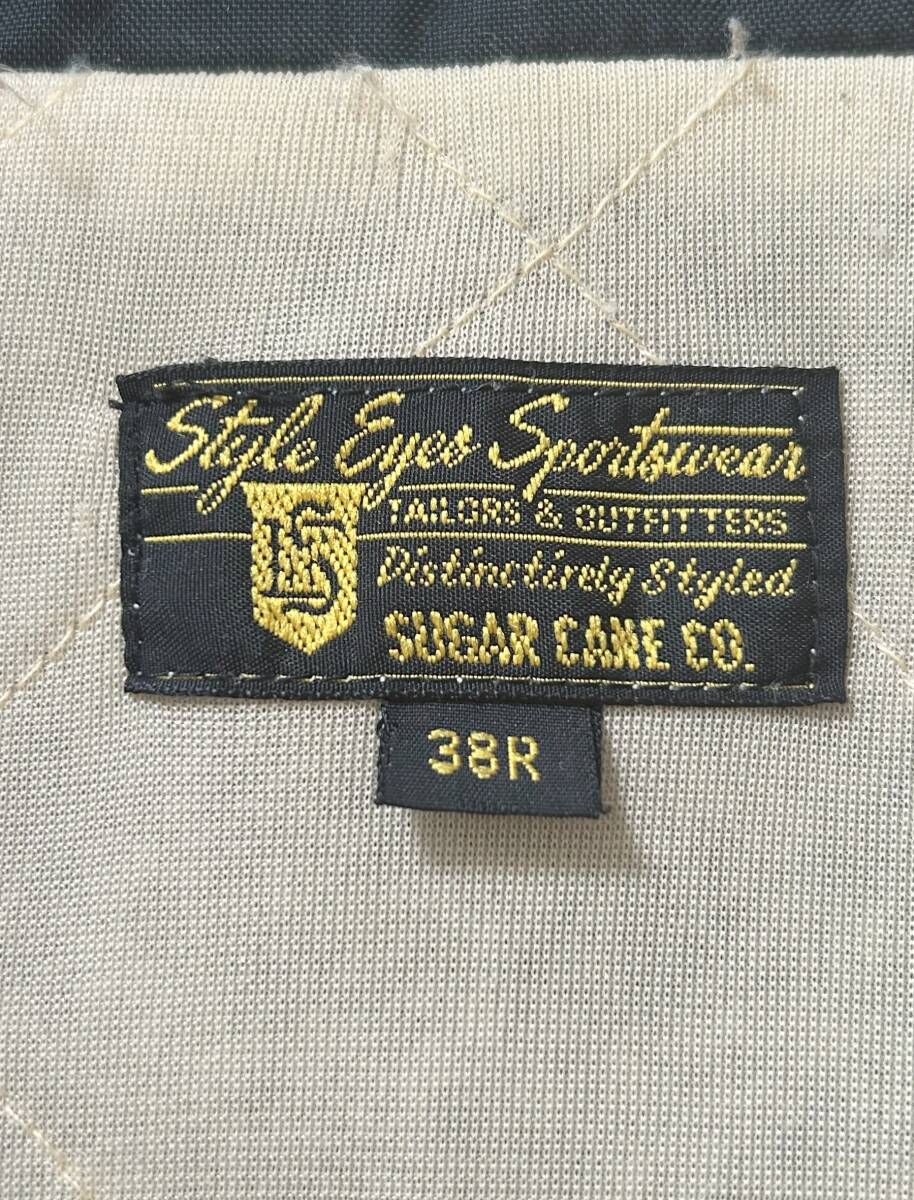 Style Eyes Sportswear
TAILORS & OUTFITTERS
Distinctively Styled
SUGAR CANE CO.
38R